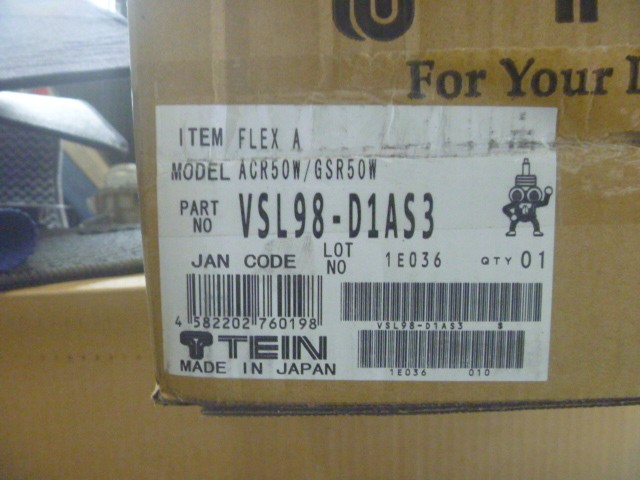 For Your
ITEM FLEX A
MODEL ACR50W/GSR50W
PART NO VSL98-D1AS3
JAN CODE LOT NO 1E036 QTY 01
4 582202 760198
VSL98-D1AS3 S
TEIN
1E036 010
MADE IN JAPAN